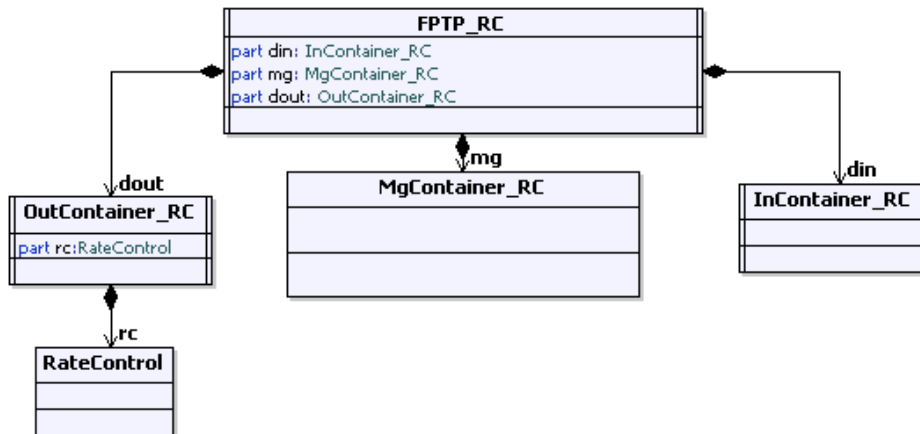 FPTP_RC
part din: InContainer_RC
part mg: MgContainer_RC
part dout: OutContainer_RC
mg
dout
din
MgContainer_RC
OutContainer_RC
InContainer_RC
part rc:RateControl
rc
RateControl